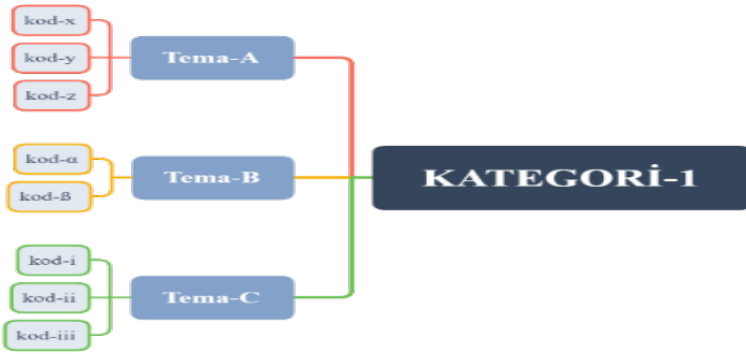 kod-x
kod-y
kod-z
Tema-A
kod-α
kod-ß
Tema-B
kod-i
kod-ii
kod-iii
Tema-C
KATEGORİ-1